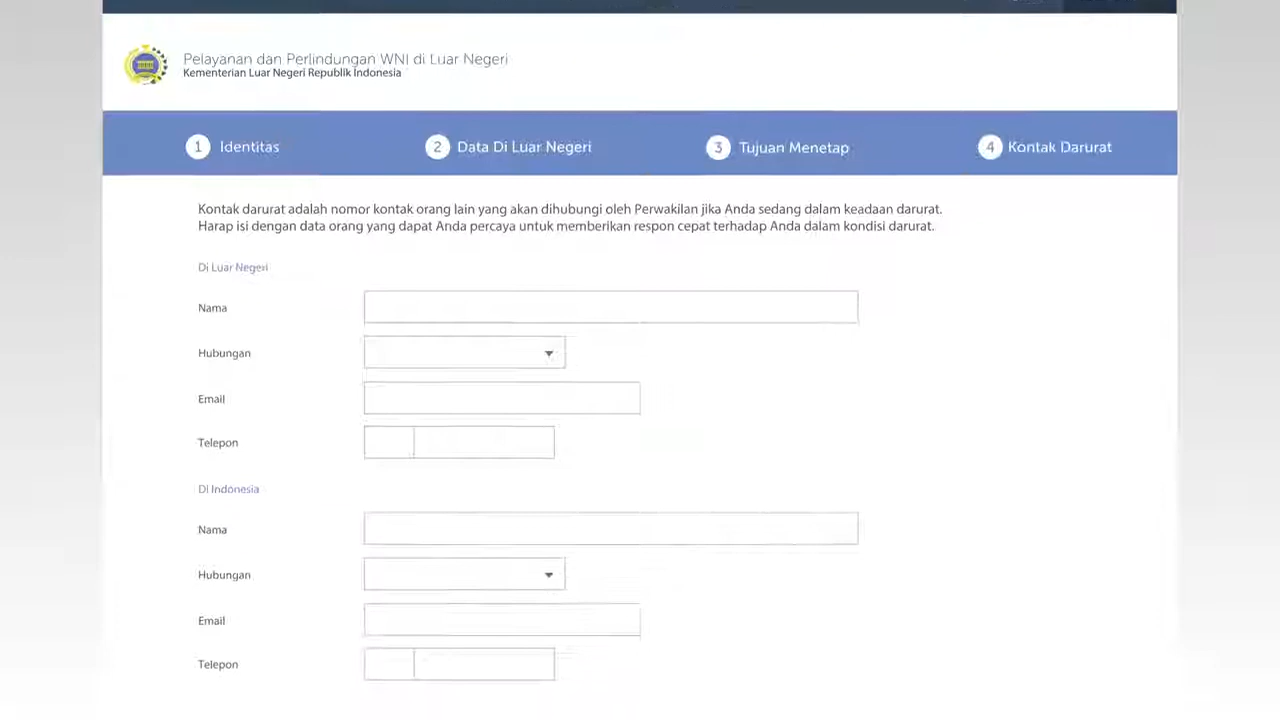 Pelayanan dan Perlindungan WNI di Luar Negeri
Kementerian Luar Negeri Republik Indonesia
1 Identitas
2 Data Di Luar Negeri
3 Tujuan Menetap
4 Kontak Darurat
Kontak darurat adalah nomor kontak orang lain yang akan dihubungi oleh Perwakilan jika Anda sedang dalam keadaan darurat.
Harap isi dengan data orang yang dapat Anda percaya untuk memberikan respon cepat terhadap Anda dalam kondisi darurat.
Di Luar Negeri
Nama
Hubungan
Email
Telepon
DI Indonesia
Nama
Hubungan
Email
Telepon